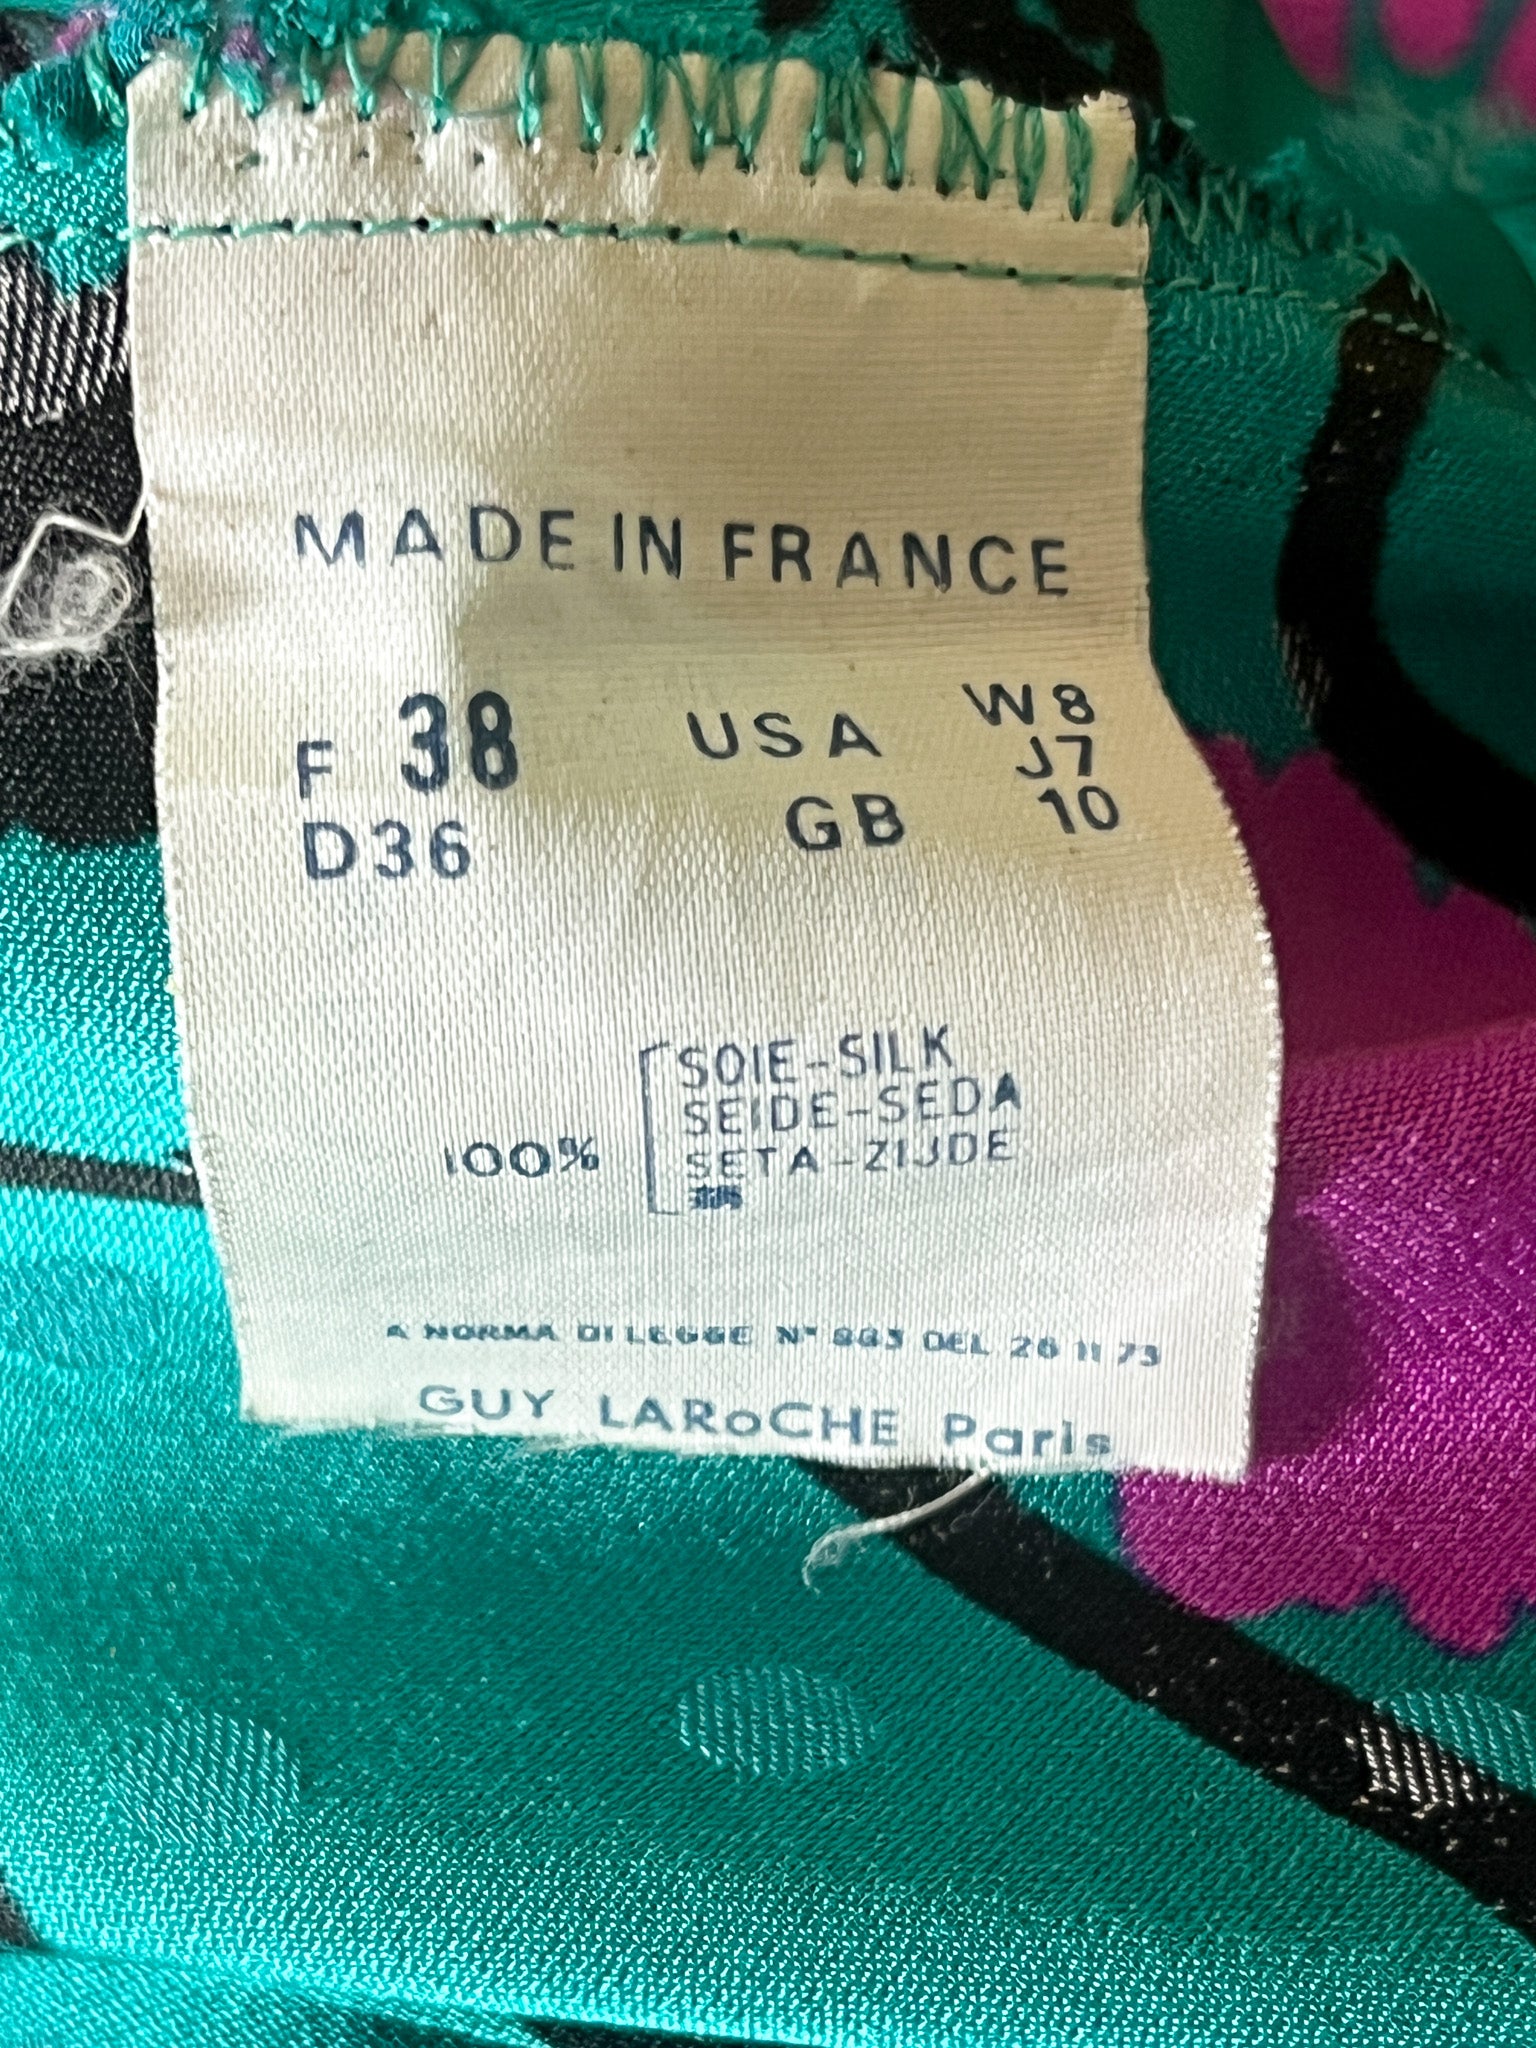 MADE IN FRANCE
F 38 USA W8
J7
D36 GB 10
SOIE-SILK
SEIDE-SEDA
100% SETA-ZIJDE
A NORMA DI LEGGE N° 883 DEL 26 11 73
GUY LARoCHE Paris